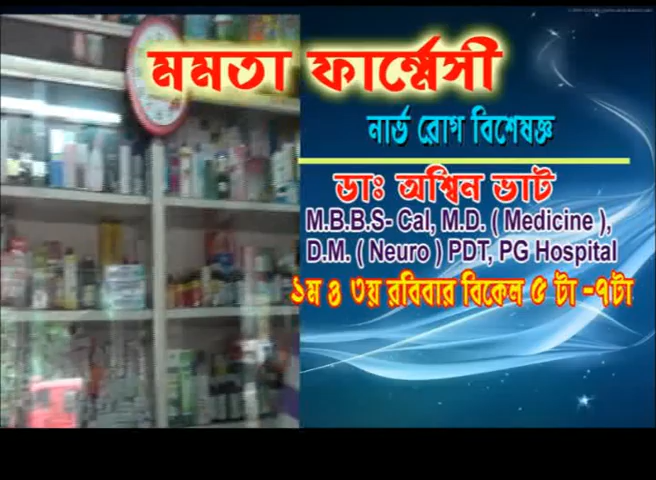 মমতা ফার্ম্মেসী
নার্ভ রোগ বিশেষজ্ঞ
ডাঃ অশ্বিন ভাট
M.B.B.S- Cal, M.D. ( Medicine ),
D.M. ( Neuro ) PDT, PG Hospital
১ম ও ৩য় রবিবার বিকেল ৫ টা -৭টা